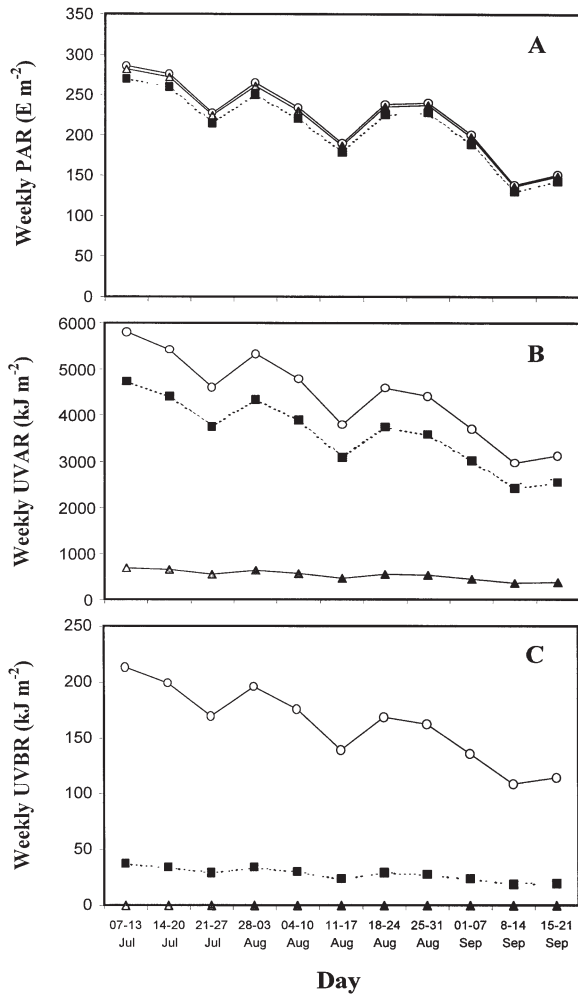 A
Weekly PAR (E m⁻²)
350
300
250
200
150
100
50
0
B
Weekly UVAR (kJ m⁻²)
6000
5000
4000
3000
2000
1000
0
C
Weekly UVBR (kJ m⁻²)
250
200
150
100
50
0
07-13 14-20 21-27 28-03 04-10 11-17 18-24 25-31 01-07 8-14 15-21
Jul Jul Jul Aug Aug Aug Aug Aug Sep Sep Sep
Day